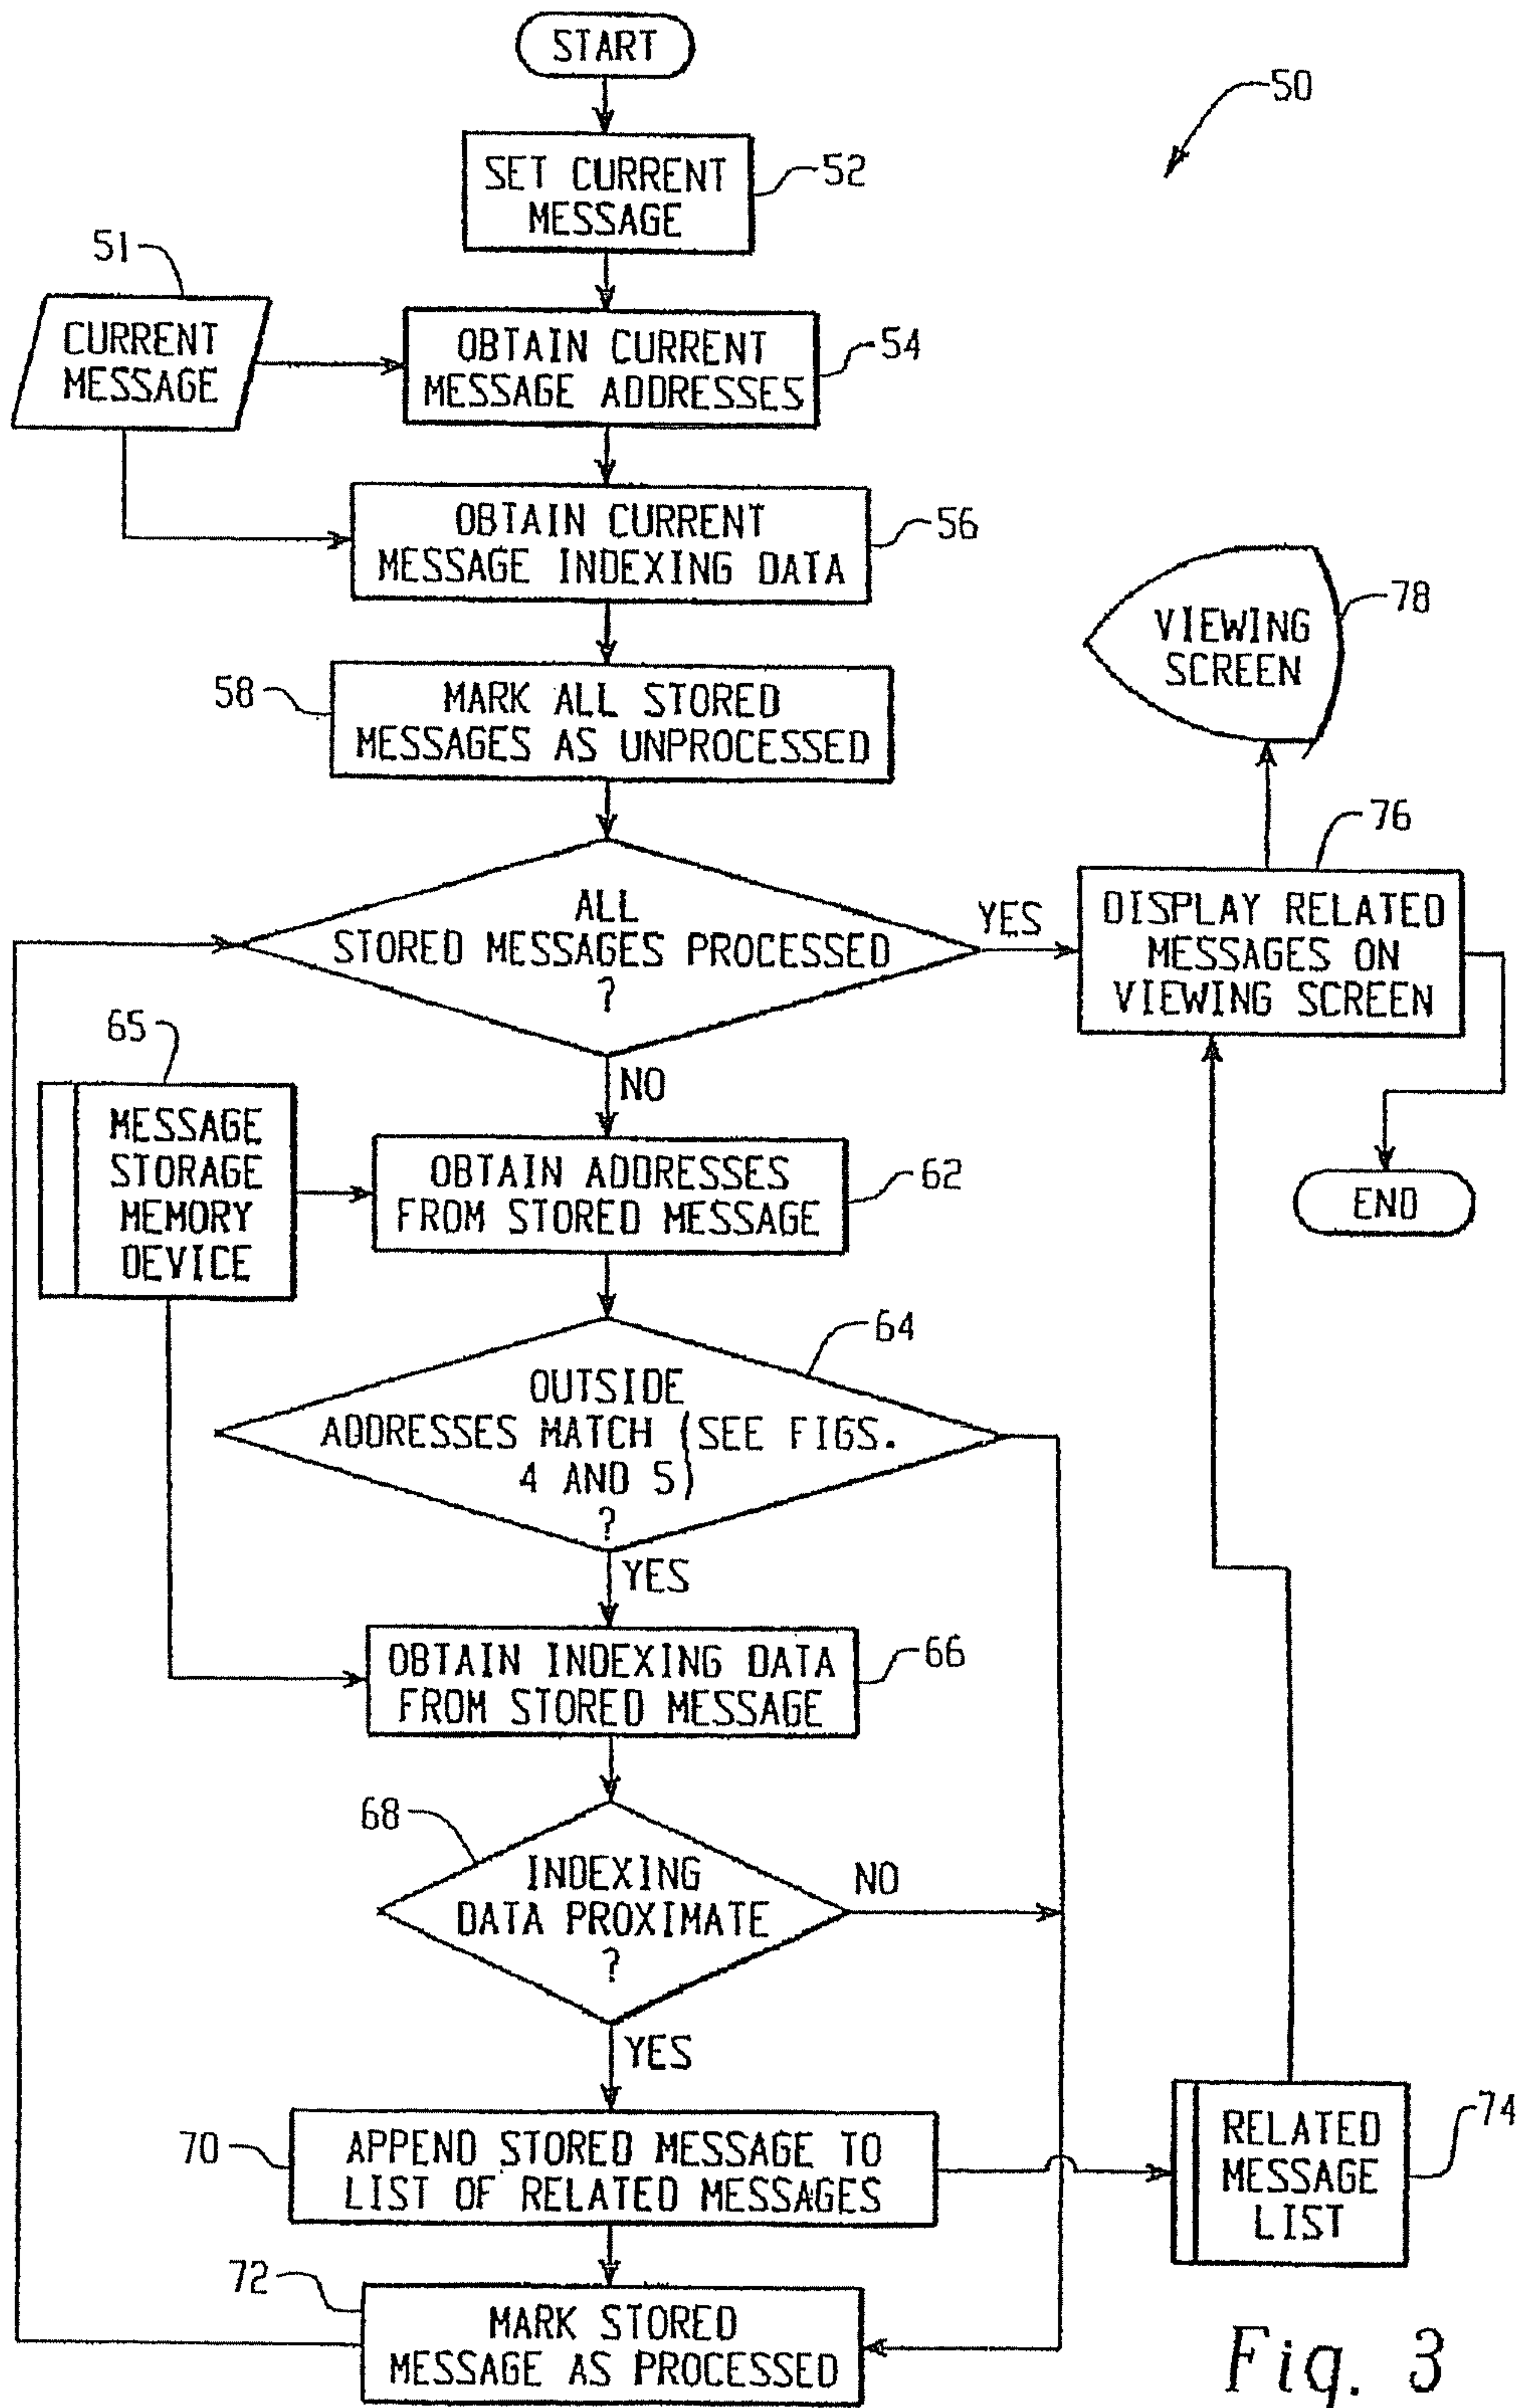 START
50
SET CURRENT
MESSAGE
52
51
CURRENT
MESSAGE
OBTAIN CURRENT
MESSAGE ADDRESSES
54
OBTAIN CURRENT
MESSAGE INDEXING DATA
56
VIEWING
SCREEN
78
58
MARK ALL STORED
MESSAGES AS UNPROCESSED
76
ALL
STORED MESSAGES PROCESSED
?
YES
DISPLAY RELATED
MESSAGES ON
VIEWING SCREEN
NO
65
MESSAGE
STORAGE
MEMORY
DEVICE
OBTAIN ADDRESSES
FROM STORED MESSAGE
62
END
64
OUTSIDE
ADDRESSES MATCH (SEE FIGS.
4 AND 5)
?
YES
OBTAIN INDEXING DATA
FROM STORED MESSAGE
66
68
INDEXING
DATA PROXIMATE
?
NO
YES
70
APPEND STORED MESSAGE TO
LIST OF RELATED MESSAGES
RELATED
MESSAGE
LIST
74
72
MARK STORED
MESSAGE AS PROCESSED
Fig. 3